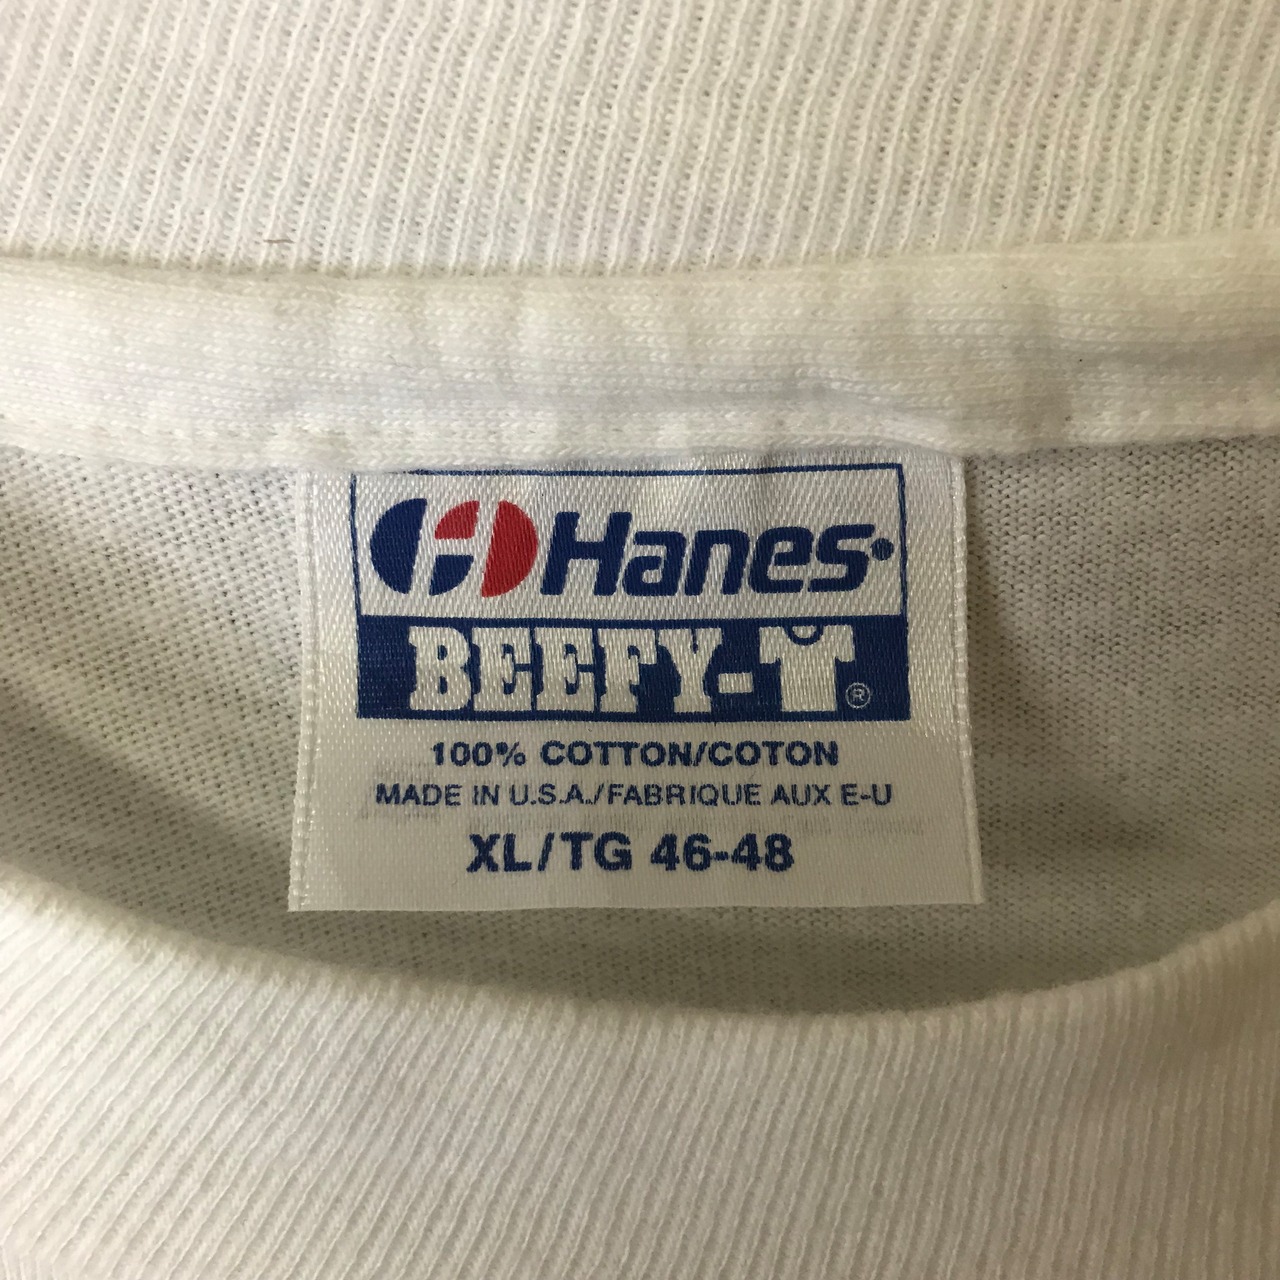 Hanes
BEEFY-T®
100% COTTON/COTON
MADE IN U.S.A./FABRIQUE AUX E-U
XL/TG 46-48